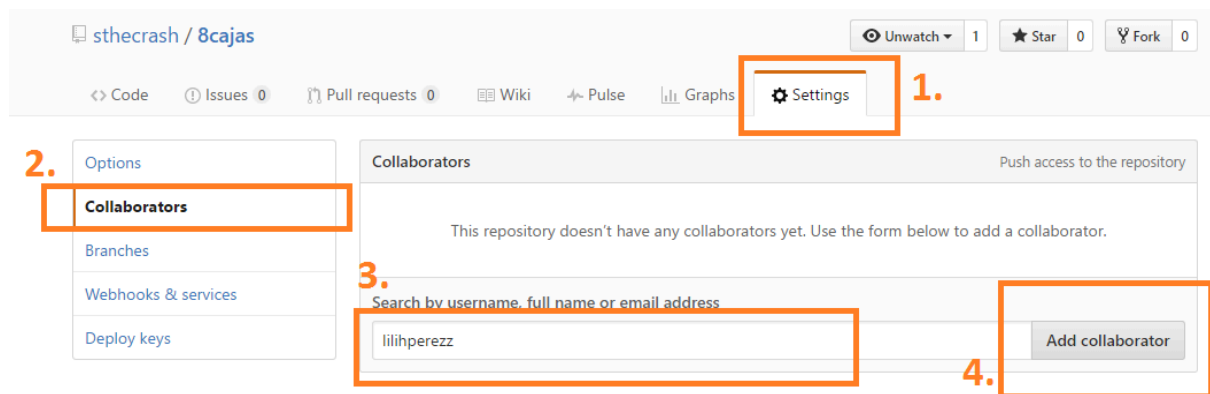 sthecrash / 8cajas
Unwatch 1 Star 0 Fork 0
Code Issues 0 Pull requests 0 Wiki Pulse Graphs Settings 1.
2.
Options
Collaborators
Branches
Webhooks & services
Deploy keys
Collaborators Push access to the repository
This repository doesn't have any collaborators yet. Use the form below to add a collaborator.
3.
Search by username, full name or email address
lilihperezz Add collaborator
4.